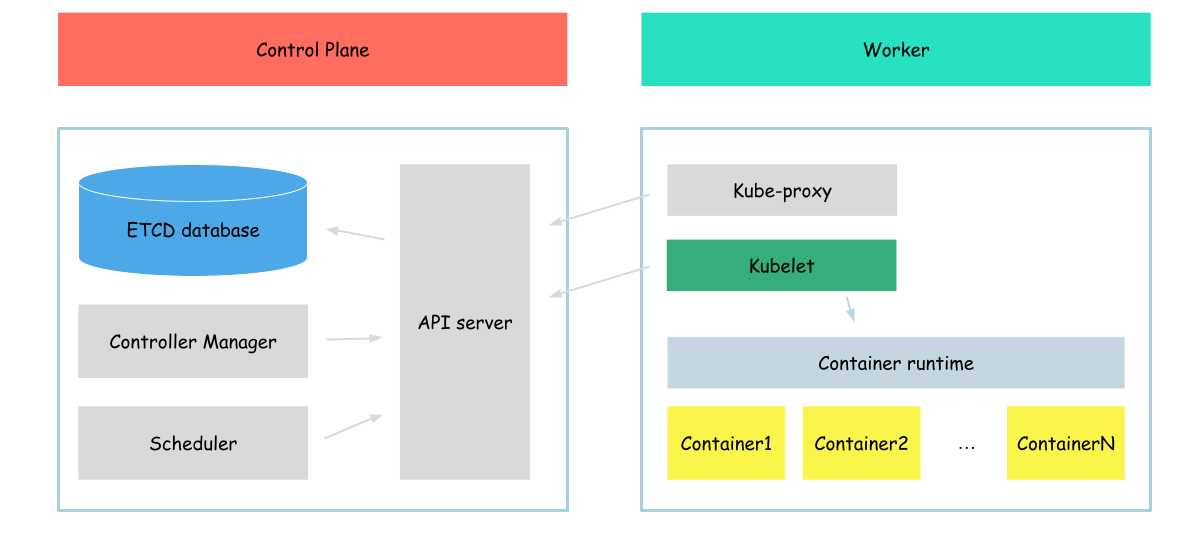 Control Plane
Worker
ETCD database
Controller Manager
Scheduler
API server
Kube-proxy
Kubelet
Container runtime
Container1
Container2
...
ContainerN